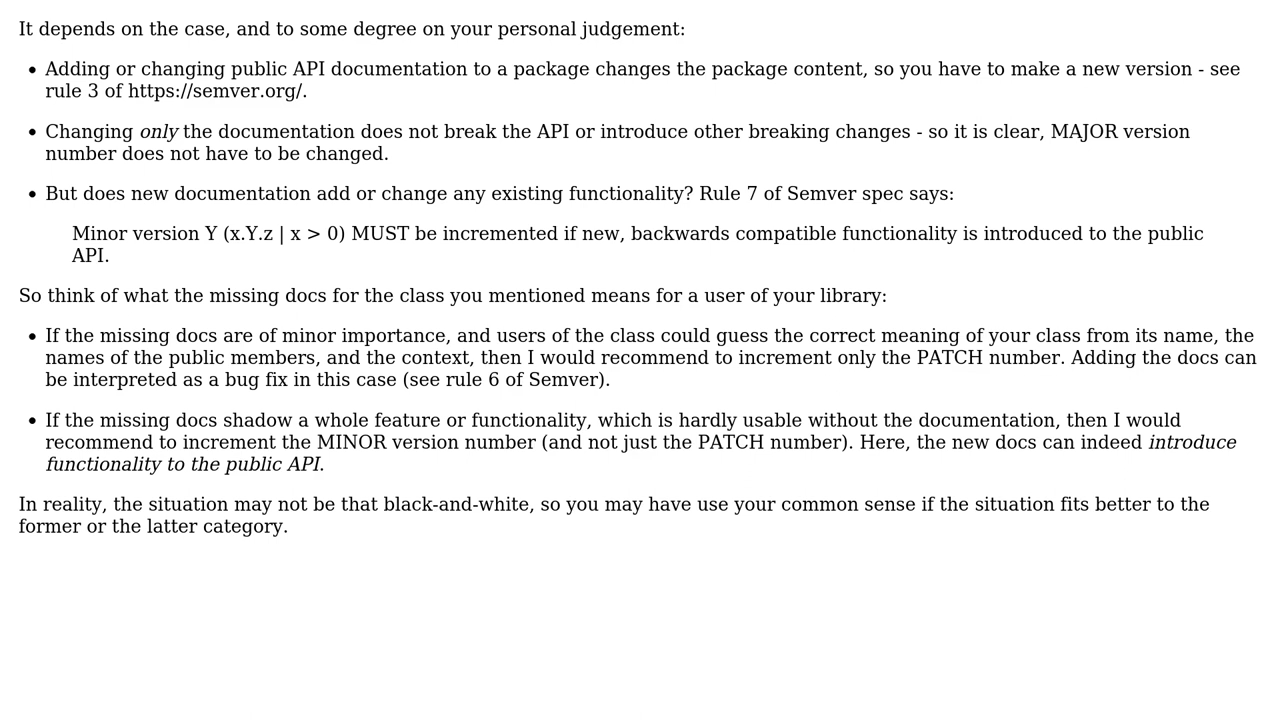 It depends on the case, and to some degree on your personal judgement:
• Adding or changing public API documentation to a package changes the package content, so you have to make a new version - see
rule 3 of https://semver.org/.
• Changing only the documentation does not break the API or introduce other breaking changes - so it is clear, MAJOR version
number does not have to be changed.
• But does new documentation add or change any existing functionality? Rule 7 of Semver spec says:
Minor version Y (x.Y.z | x > 0) MUST be incremented if new, backwards compatible functionality is introduced to the public
API.
So think of what the missing docs for the class you mentioned means for a user of your library:
• If the missing docs are of minor importance, and users of the class could guess the correct meaning of your class from its name, the
names of the public members, and the context, then I would recommend to increment only the PATCH number. Adding the docs can
be interpreted as a bug fix in this case (see rule 6 of Semver).
• If the missing docs shadow a whole feature or functionality, which is hardly usable without the documentation, then I would
recommend to increment the MINOR version number (and not just the PATCH number). Here, the new docs can indeed introduce
functionality to the public API.
In reality, the situation may not be that black-and-white, so you may have use your common sense if the situation fits better to the
former or the latter category.